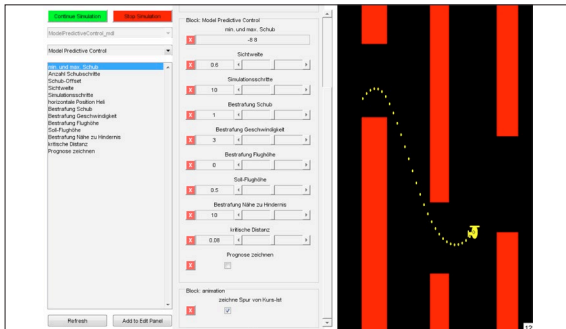 Continue Simulation
Stop Simulation
ModelPredictiveControl_mdl
Model Predictive Control
min. und max. Schub
Anzahl Schubschritte
Schub-Offset
Sichtweite
Simulationsschritte
horizontale Position Heli
Bestrafung Schub
Bestrafung Geschwindigkeit
Bestrafung Flughöhe
Soll-Flughöhe
Bestrafung Nähe zu Hindernis
kritische Distanz
Prognose zeichnen
Refresh
Add to Edit Panel
Block: Model Predictive Control
min. und max. Schub
X
-8 8
Sichtweite
X
0.6
Simulationsschritte
X
10
Bestrafung Schub
X
1
Bestrafung Geschwindigkeit
X
3
Bestrafung Flughöhe
X
0
Soll-Flughöhe
X
0.5
Bestrafung Nähe zu Hindernis
X
10
kritische Distanz
X
0.08
Prognose zeichnen
X
Block: animation
zeichne Spur von Kurs-Ist
X
12